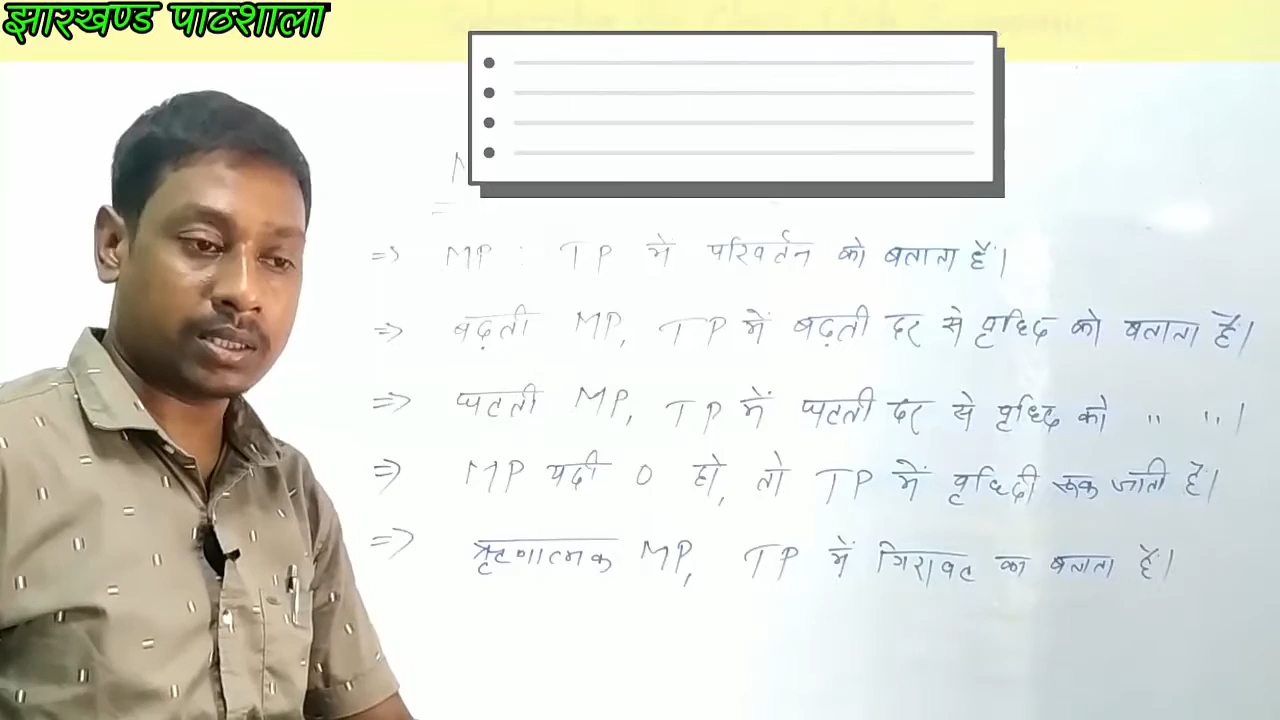 झारखण्ड पाठशाला
=> MP : TP में परिवर्तन को बताता है।
=> बढ़ती MP, TP में बढ़ती दर से वृध्दि को बताता है।
=> घटती MP, TP में घटती दर से वृध्दि को " "।
=> MP यदी 0 हो, तो TP में वृध्दी रूक जाती है।
=> ऋणात्मक MP, TP में गिरावट का बताता है।